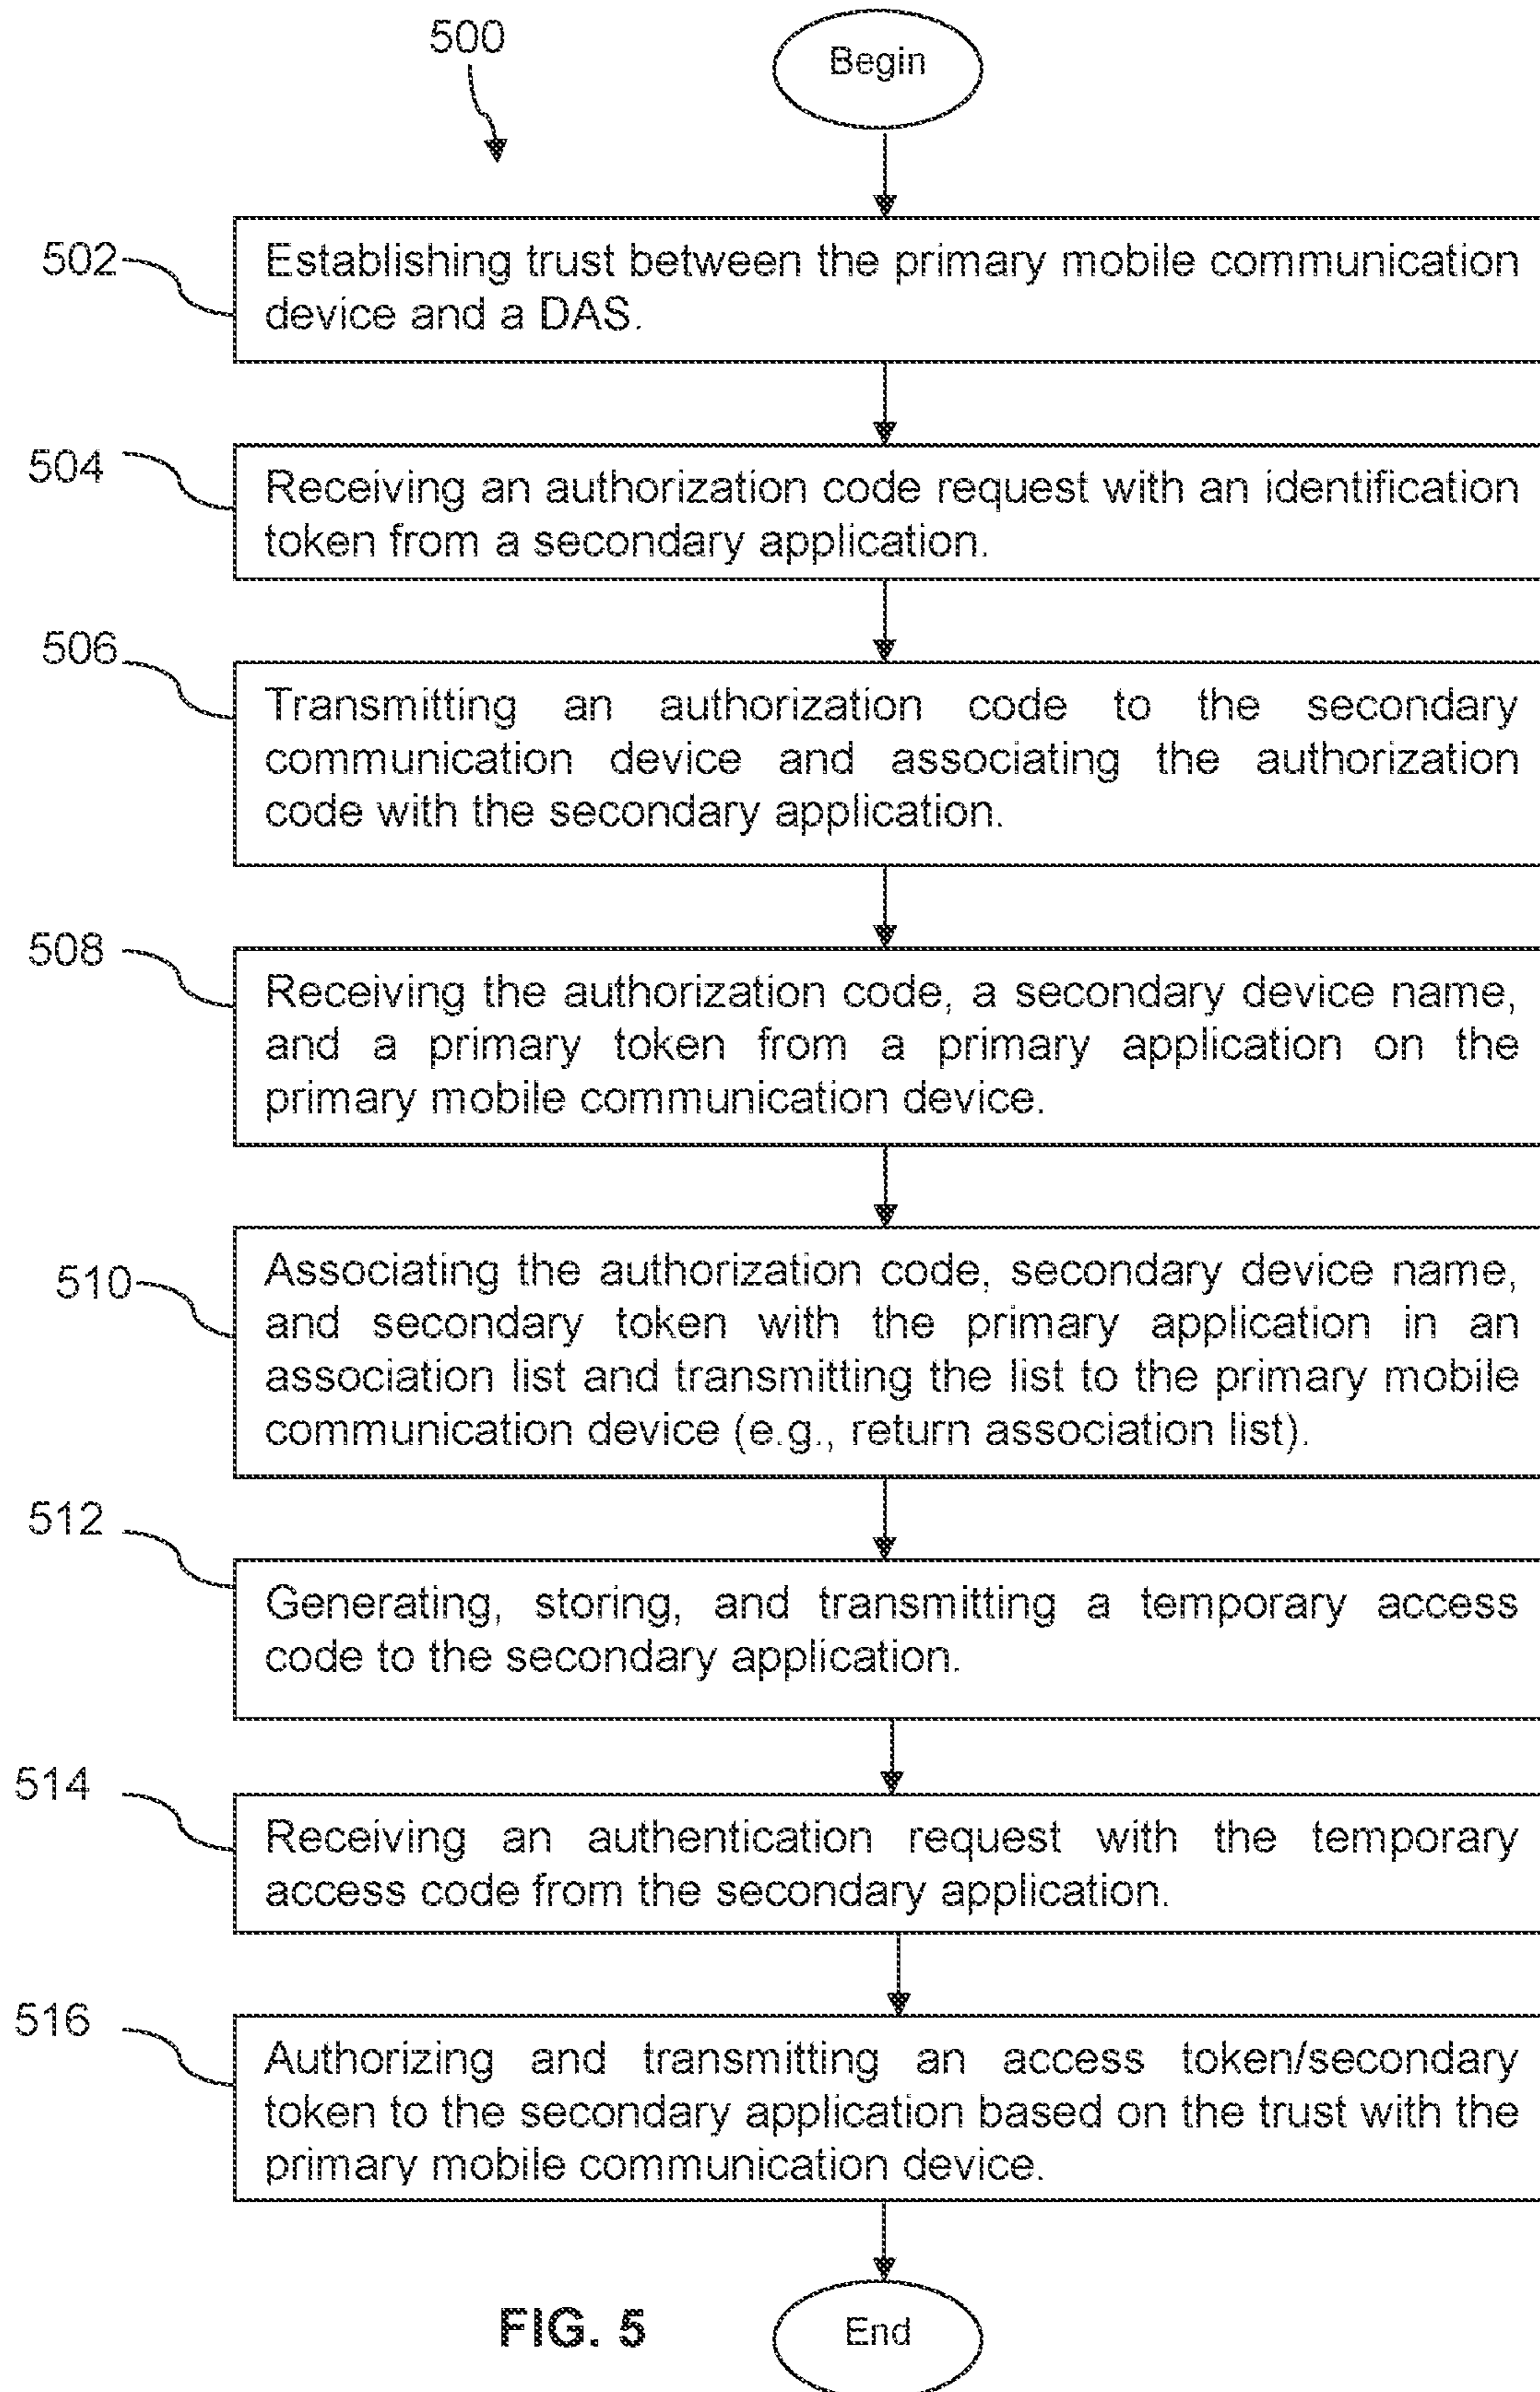 500
Begin
502
Establishing trust between the primary mobile communication
device and a DAS.
504
Receiving an authorization code request with an identification
token from a secondary application.
506
Transmitting an authorization code to the secondary
communication device and associating the authorization
code with the secondary application.
508
Receiving the authorization code, a secondary device name,
and a primary token from a primary application on the
primary mobile communication device.
510
Associating the authorization code, secondary device name,
and secondary token with the primary application in an
association list and transmitting the list to the primary mobile
communication device (e.g., return association list).
512
Generating, storing, and transmitting a temporary access
code to the secondary application.
514
Receiving an authentication request with the temporary
access code from the secondary application.
516
Authorizing and transmitting an access token/secondary
token to the secondary application based on the trust with the
primary mobile communication device.
FIG. 5
End